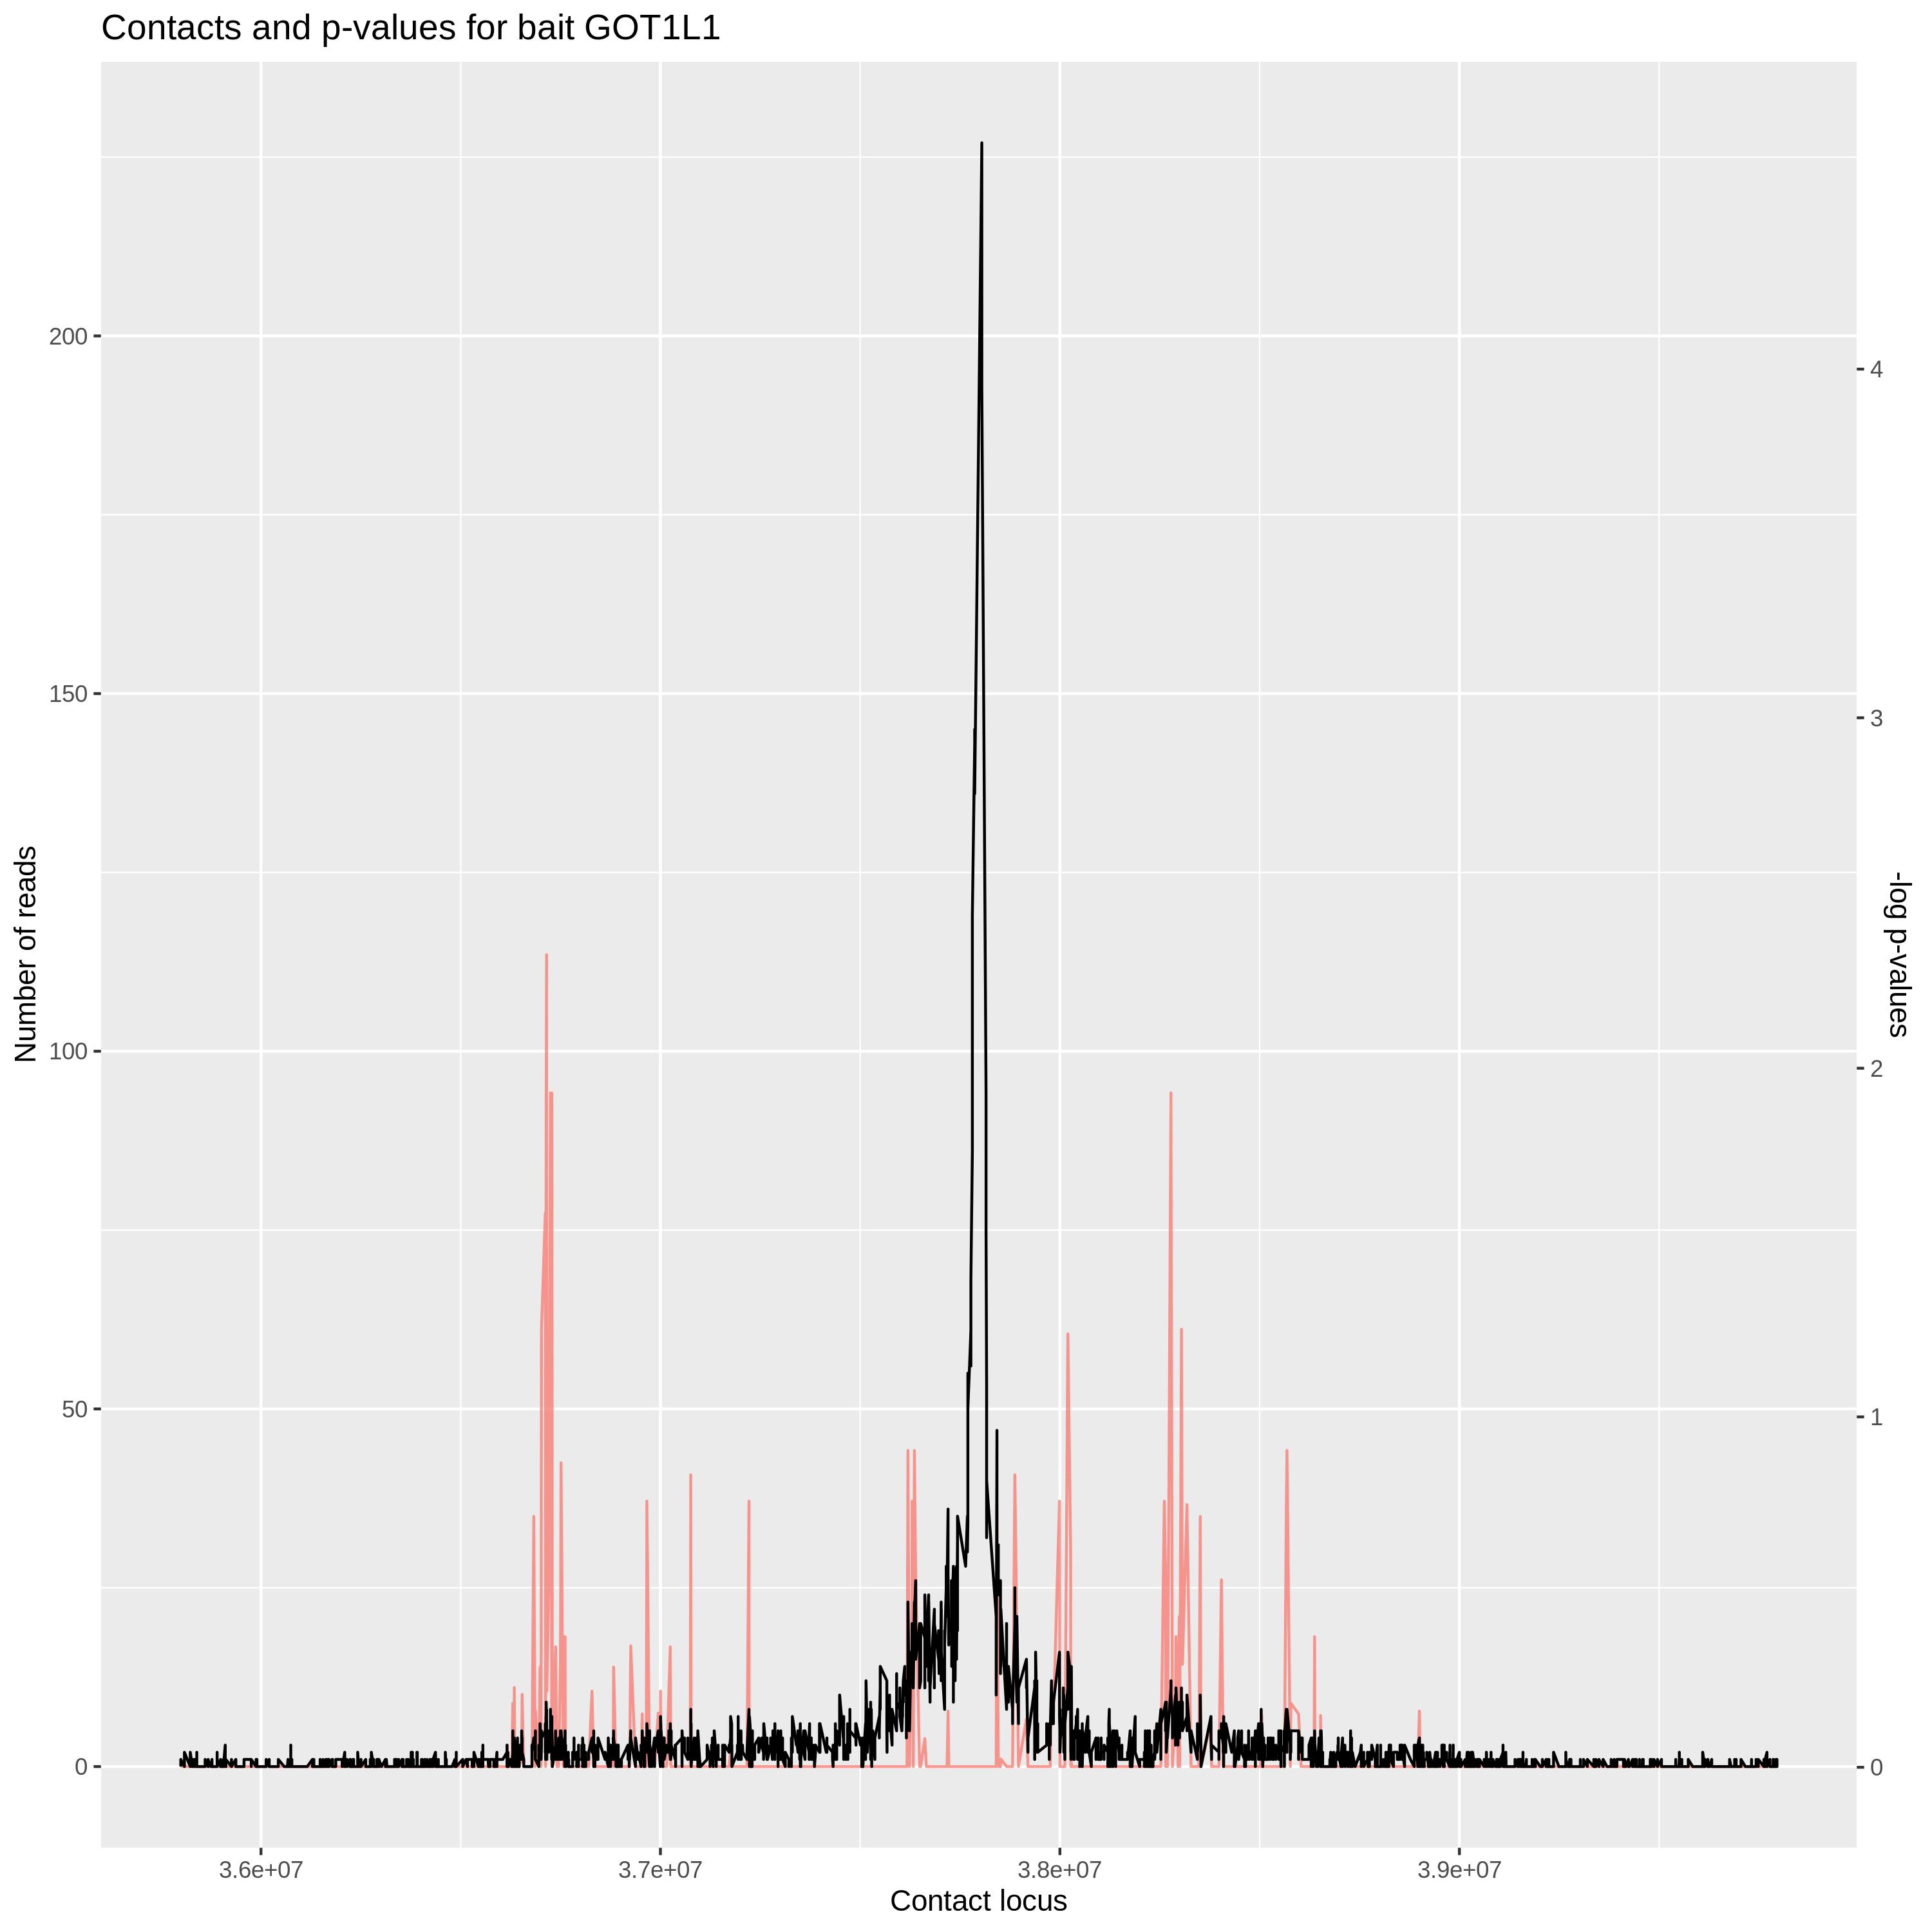 Contacts and p-values for bait GOT1L1
200
150
100
50
0
Number of reads
4
3
2
1
0
-log p-values
3.6e+07 3.7e+07 3.8e+07 3.9e+07
Contact locus